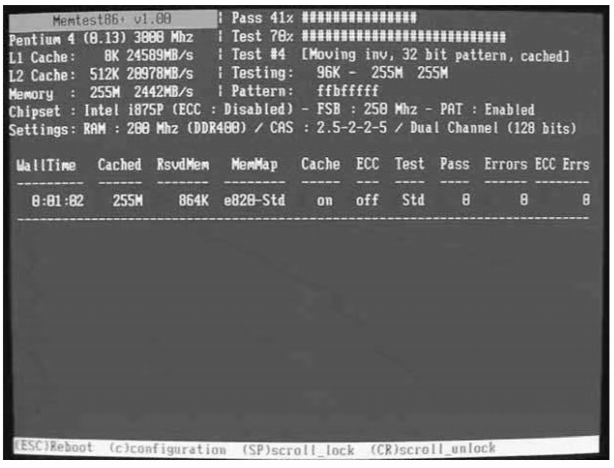 Memtest86+ v1.00 | Pass 41% ################
Pentium 4 (0.13) 3000 Mhz | Test 70% ############################
L1 Cache: 8K 24589MB/s | Test #4 [Moving inv, 32 bit pattern, cached]
L2 Cache: 512K 20978MB/s | Testing: 96K - 255M 255M
Memory : 255M 2442MB/s | Pattern: ffbfffff
Chipset : Intel i875P (ECC : Disabled) - FSB : 250 Mhz - PAT : Enabled
Settings: RAM : 200 Mhz (DDR400) / CAS : 2.5-2-2-5 / Dual Channel (128 bits)
WallTime Cached RsvdMem MemMap Cache ECC Test Pass Errors ECC Errs
0:01:02 255M 864K e820-Std on off Std 0 0 0
(ESC)Reboot (c)configuration (SP)scroll_lock (CR)scroll_unlock